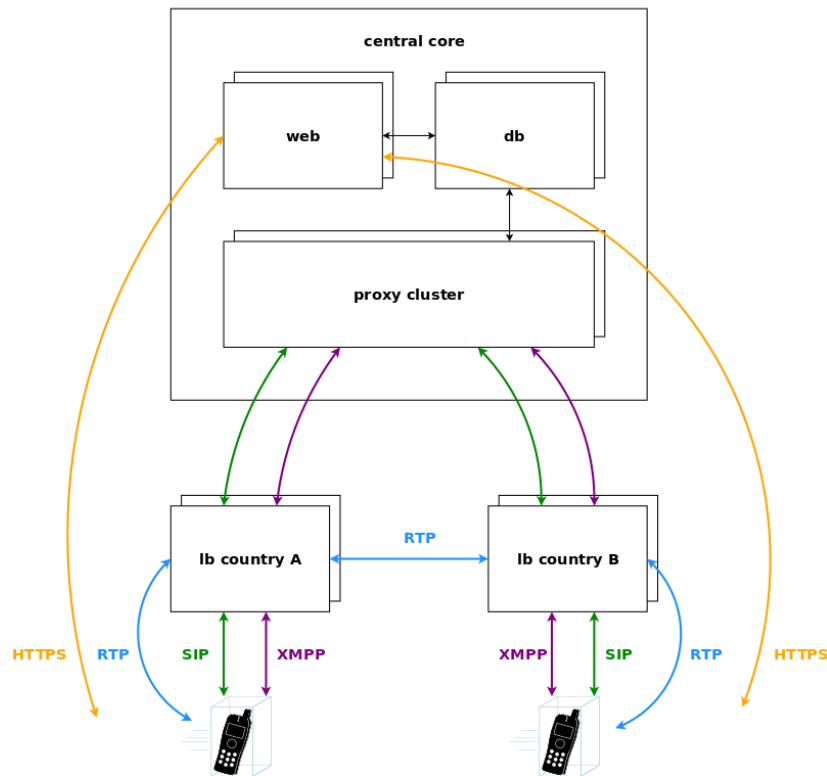 central core
web
db
proxy cluster
RTP
lb country A
lb country B
HTTPS
RTP
SIP
XMPP
XMPP
SIP
RTP
HTTPS